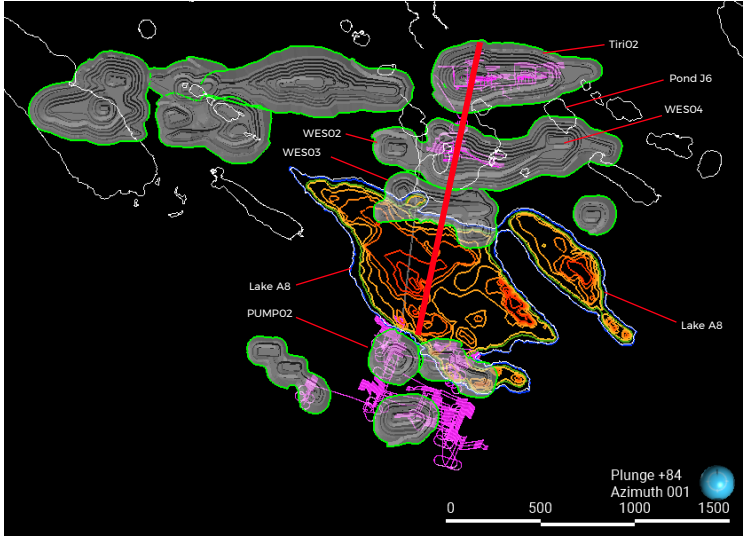 Tiri02
Pond J6
WES04
WES02
WES03
Lake A8
PUMP02
Lake A8
Plunge +84
Azimuth 001
0 500 1000 1500